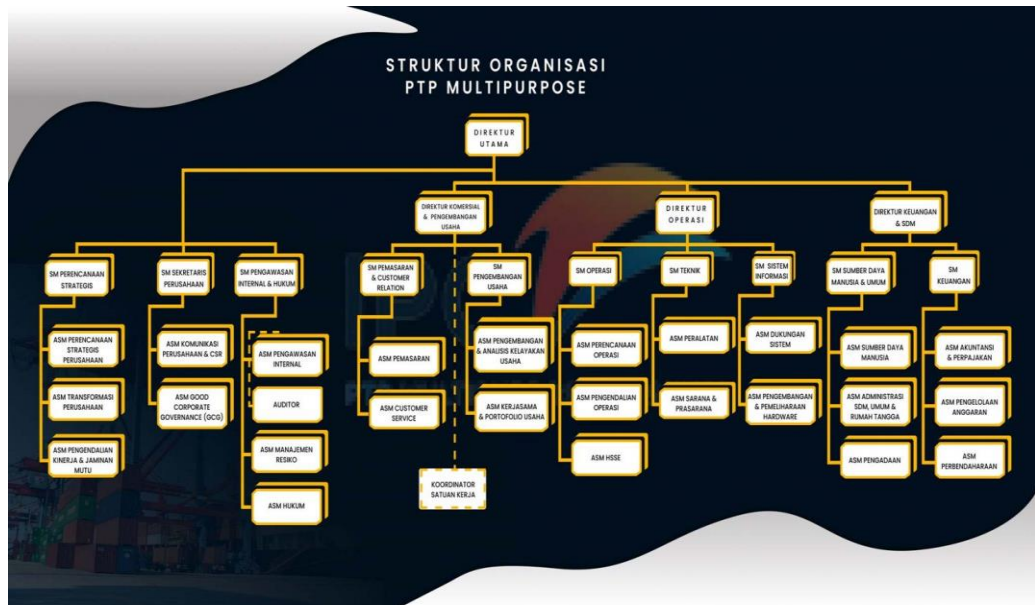 STRUKTUR ORGANISASI
PTP MULTIPURPOSE
DIREKTUR
UTAMA
DIREKTUR KOMERSIAL
& PENGEMBANGAN
USAHA
DIREKTUR
OPERASI
DIREKTUR KEUANGAN
& SDM
SM PERENCANAAN
STRATEGIS
SM SEKRETARIS
PERUSAHAAN
SM PENGAWASAN
INTERNAL & HUKUM
SM PEMASARAN
& CUSTOMER
RELATION
SM
PENGEMBANGAN
USAHA
SM OPERASI
SM TEKNIK
SM SISTEM
INFORMASI
SM SUMBER DAYA
MANUSIA & UMUM
SM
KEUANGAN
ASM PERENCANAAN
STRATEGIS
PERUSAHAAN
ASM KOMUNIKASI
PERUSAHAAN & CSR
ASM PENGAWASAN
INTERNAL
ASM PEMASARAN
ASM PENGEMBANGAN
& ANALISIS KELAYAKAN
USAHA
ASM PERENCANAAN
OPERASI
ASM PERALATAN
ASM DUKUNGAN
SISTEM
ASM SUMBER DAYA
MANUSIA
ASM AKUNTANSI
& PERPAJAKAN
ASM TRANSFORMASI
PERUSAHAAN
ASM GOOD
CORPORATE
GOVERNANCE (GCG)
AUDITOR
ASM CUSTOMER
SERVICE
ASM KERJASAMA
& PORTOFOLIO USAHA
ASM PENGENDALIAN
OPERASI
ASM SARANA &
PRASARANA
ASM PENGEMBANGAN
& PEMELIHARAAN
HARDWARE
ASM ADMINISTRASI
SDM, UMUM &
RUMAH TANGGA
ASM PENGELOLAAN
ANGGARAN
ASM PENGENDALIAN
KINERJA & JAMINAN
MUTU
ASM MANAJEMEN
RESIKO
ASM HSSE
ASM PENGADAAN
ASM
PERBENDAHARAAN
KOORDINATOR
SATUAN KERJA
ASM HUKUM